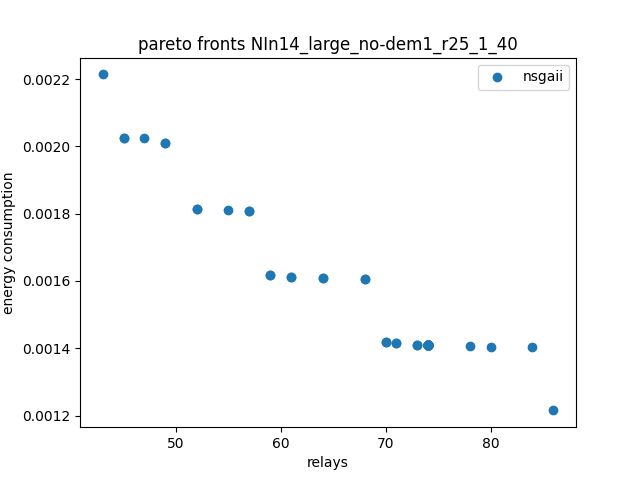 pareto fronts NIn14_large_no-dem1_r25_1_40
nsgaii
0.0022
0.0020
0.0018
0.0016
0.0014
0.0012
energy consumption
50
60
70
80
relays